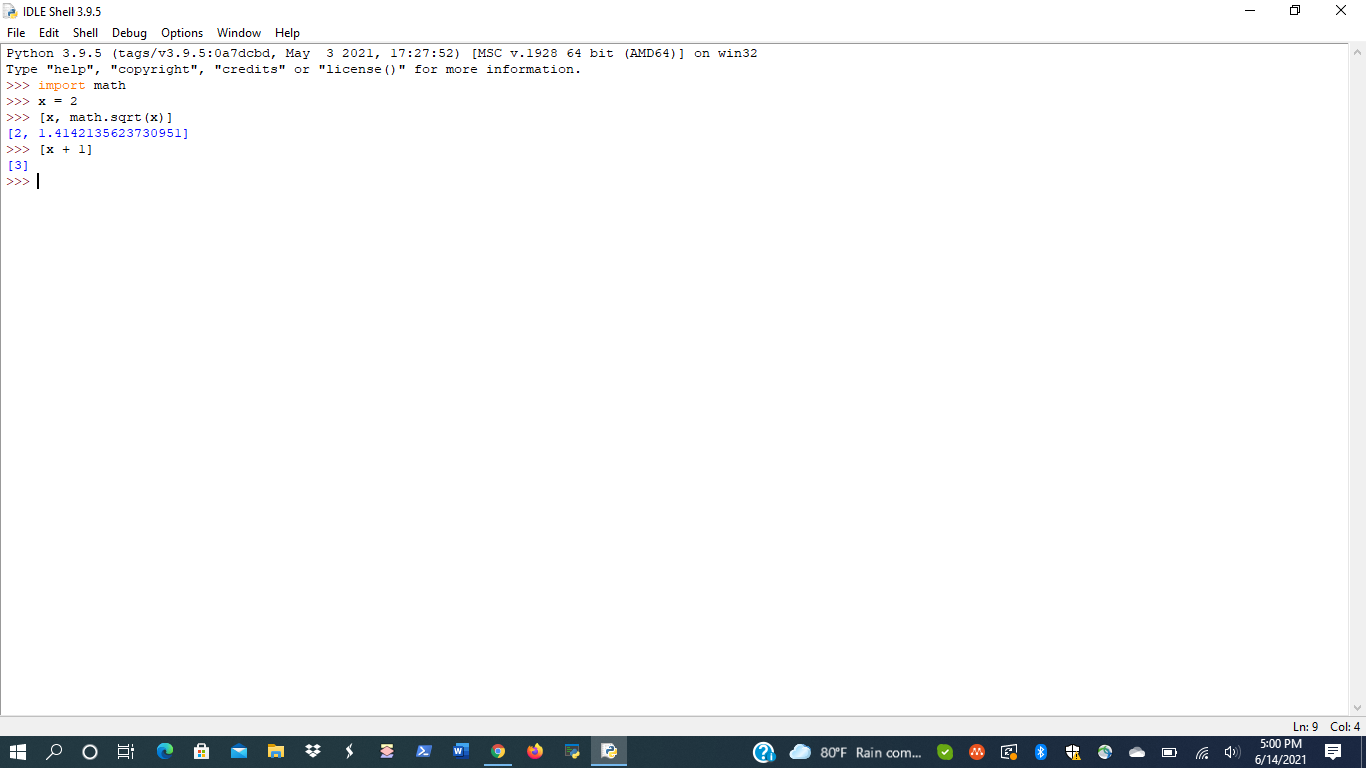 IDLE Shell 3.9.5
File Edit Shell Debug Options Window Help
Python 3.9.5 (tags/v3.9.5:0a7dcbd, May  3 2021, 17:27:52) [MSC v.1928 64 bit (AMD64)] on win32
Type "help", "copyright", "credits" or "license()" for more information.
>>> import math
>>> x = 2
>>> [x, math.sqrt(x)]
[2, 1.4142135623730951]
>>> [x + 1]
[3]
>>>
Ln: 9 Col: 4
80°F Rain com...
5:00 PM
6/14/2021